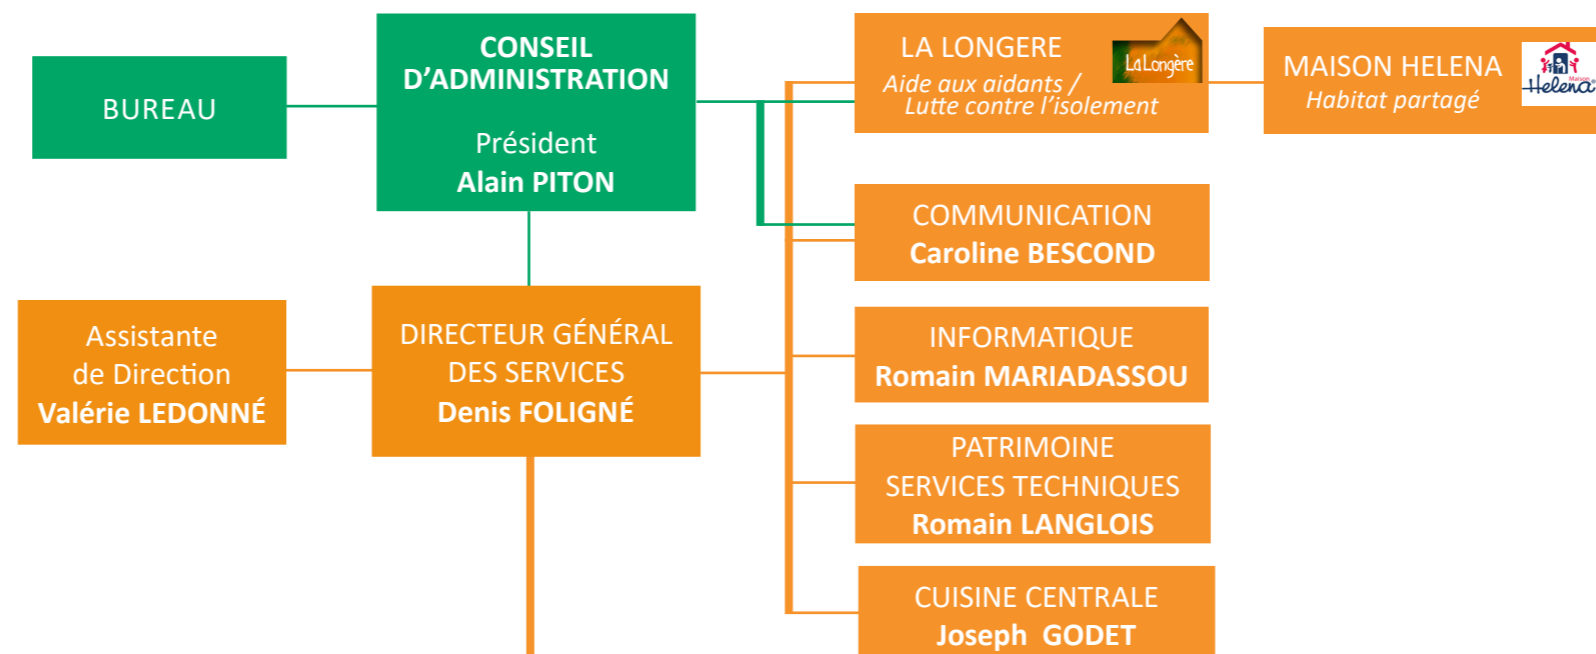 BUREAU
CONSEIL
D’ADMINISTRATION
Président
Alain PITON
LA LONGERE
Aide aux aidants /
Lutte contre l’isolement
LaLongère
MAISON HELENA
Habitat partagé
Maison
Helena
COMMUNICATION
Caroline BESCOND
Assistante
de Direction
Valérie LEDONNÉ
DIRECTEUR GÉNÉRAL
DES SERVICES
Denis FOLIGNÉ
INFORMATIQUE
Romain MARIADASSOU
PATRIMOINE
SERVICES TECHNIQUES
Romain LANGLOIS
CUISINE CENTRALE
Joseph  GODET